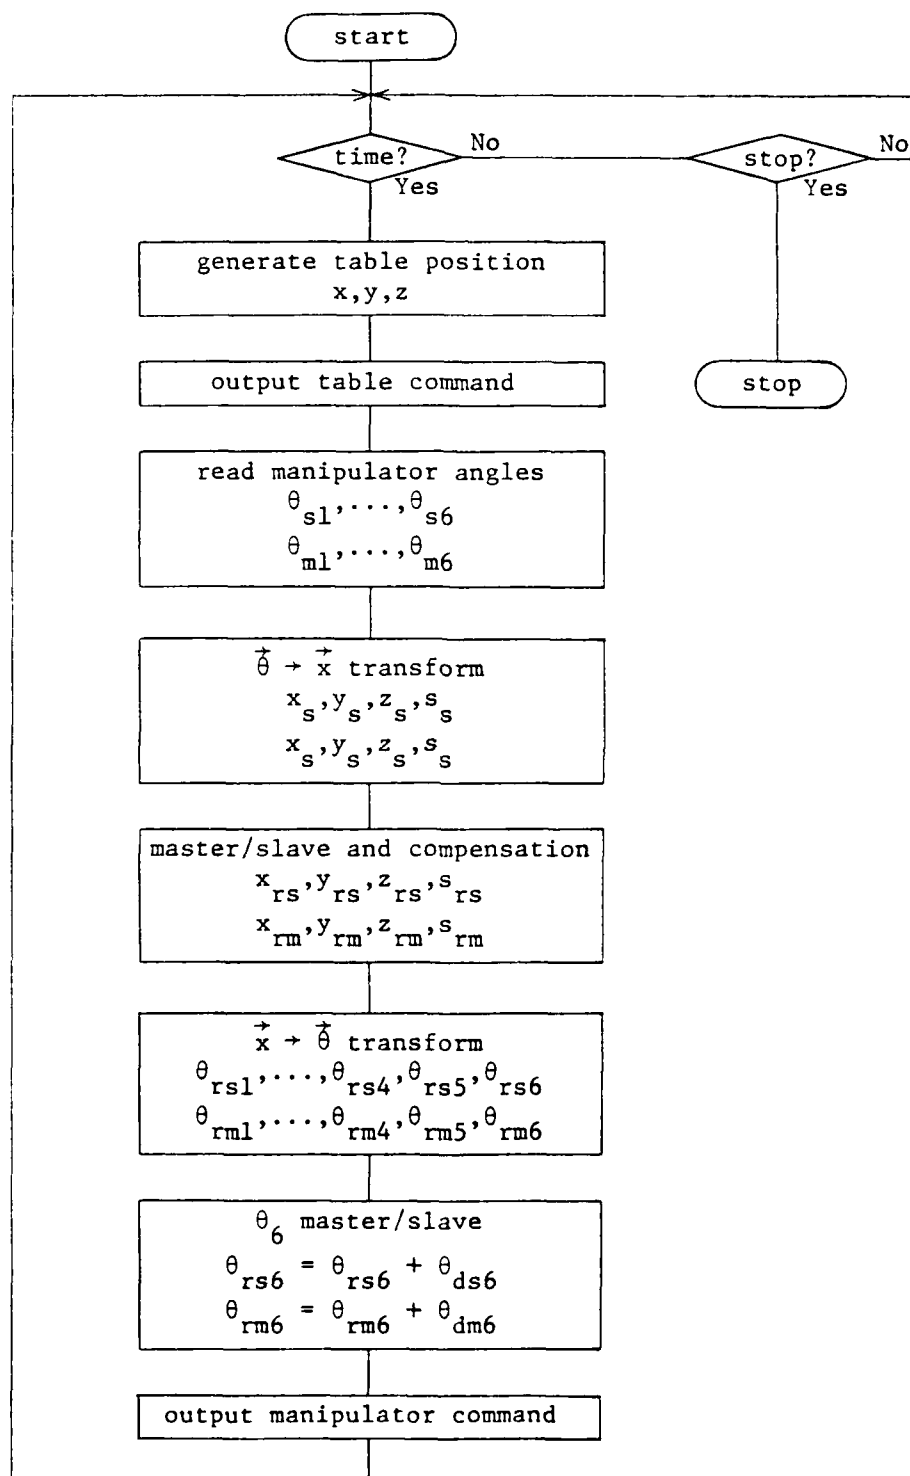 start
time?
No
Yes
stop?
No
Yes
generate table position
x,y,z
output table command
stop
read manipulator angles
θs1,...,θs6
θm1,...,θm6
θ⃗ → x⃗ transform
xs,ys,zs,ss
xs,ys,zs,ss
master/slave and compensation
xrs,yrs,zrs,srs
xrm,yrm,zrm,srm
x⃗ → θ⃗ transform
θrs1,...,θrs4,θrs5,θrs6
θrm1,...,θrm4,θrm5,θrm6
θ6 master/slave
θrs6 = θrs6 + θds6
θrm6 = θrm6 + θdm6
output manipulator command